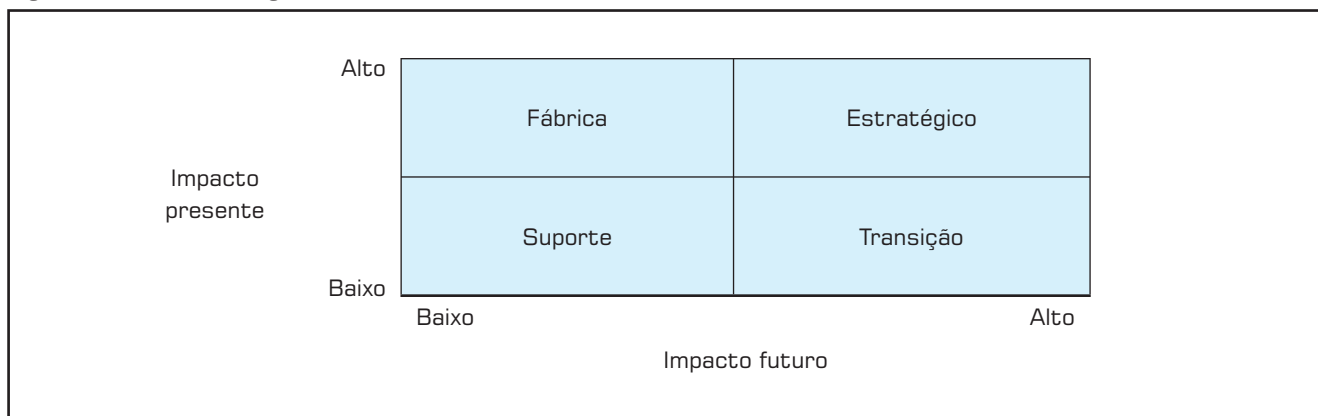 Alto
Fábrica
Estratégico
Impacto
presente
Suporte
Transição
Baixo
Baixo
Alto
Impacto futuro